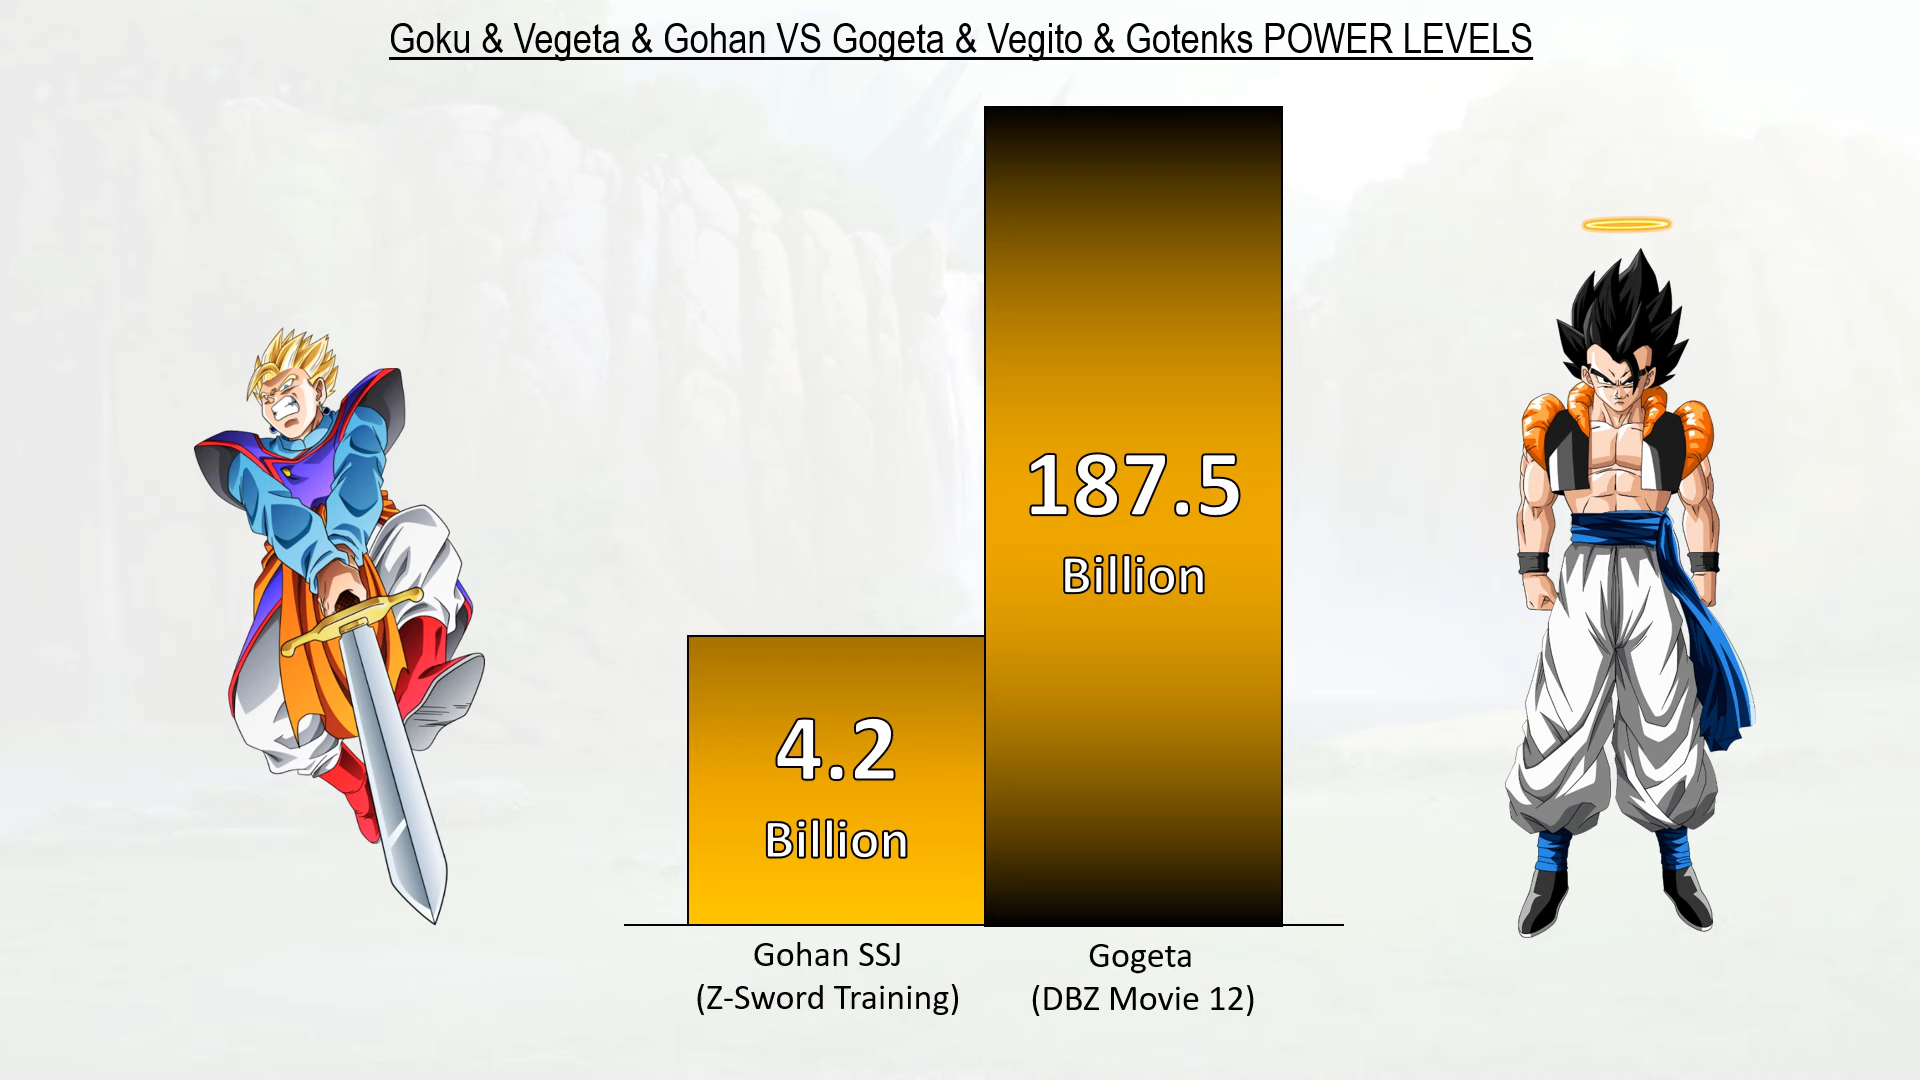 Goku & Vegeta & Gohan VS Gogeta & Vegito & Gotenks POWER LEVELS
187.5
Billion
4.2
Billion
Gohan SSJ
(Z-Sword Training)
Gogeta
(DBZ Movie 12)